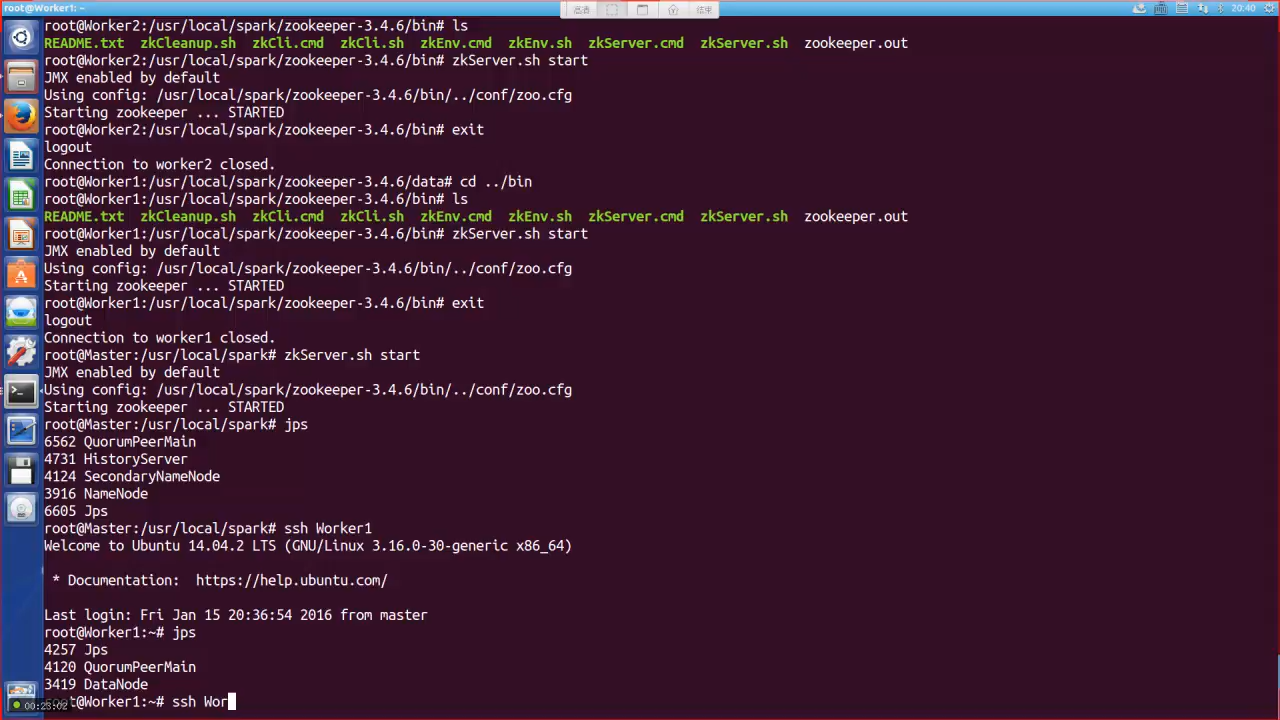 root@Worker1: ~
高清 结束
20:40
root@Worker2:/usr/local/spark/zookeeper-3.4.6/bin# ls
README.txt zkCleanup.sh zkCli.cmd zkCli.sh zkEnv.cmd zkEnv.sh zkServer.cmd zkServer.sh zookeeper.out
root@Worker2:/usr/local/spark/zookeeper-3.4.6/bin# zkServer.sh start
JMX enabled by default
Using config: /usr/local/spark/zookeeper-3.4.6/bin/../conf/zoo.cfg
Starting zookeeper ... STARTED
root@Worker2:/usr/local/spark/zookeeper-3.4.6/bin# exit
logout
Connection to worker2 closed.
root@Worker1:/usr/local/spark/zookeeper-3.4.6/data# cd ../bin
root@Worker1:/usr/local/spark/zookeeper-3.4.6/bin# ls
README.txt zkCleanup.sh zkCli.cmd zkCli.sh zkEnv.cmd zkEnv.sh zkServer.cmd zkServer.sh zookeeper.out
root@Worker1:/usr/local/spark/zookeeper-3.4.6/bin# zkServer.sh start
JMX enabled by default
Using config: /usr/local/spark/zookeeper-3.4.6/bin/../conf/zoo.cfg
Starting zookeeper ... STARTED
root@Worker1:/usr/local/spark/zookeeper-3.4.6/bin# exit
logout
Connection to worker1 closed.
root@Master:/usr/local/spark# zkServer.sh start
JMX enabled by default
Using config: /usr/local/spark/zookeeper-3.4.6/bin/../conf/zoo.cfg
Starting zookeeper ... STARTED
root@Master:/usr/local/spark# jps
6562 QuorumPeerMain
4731 HistoryServer
4124 SecondaryNameNode
3916 NameNode
6605 Jps
root@Master:/usr/local/spark# ssh Worker1
Welcome to Ubuntu 14.04.2 LTS (GNU/Linux 3.16.0-30-generic x86_64)
* Documentation: https://help.ubuntu.com/
Last login: Fri Jan 15 20:36:54 2016 from master
root@Worker1:~# jps
4257 Jps
4120 QuorumPeerMain
3419 DataNode
root@Worker1:~# ssh Wor
00:23:02